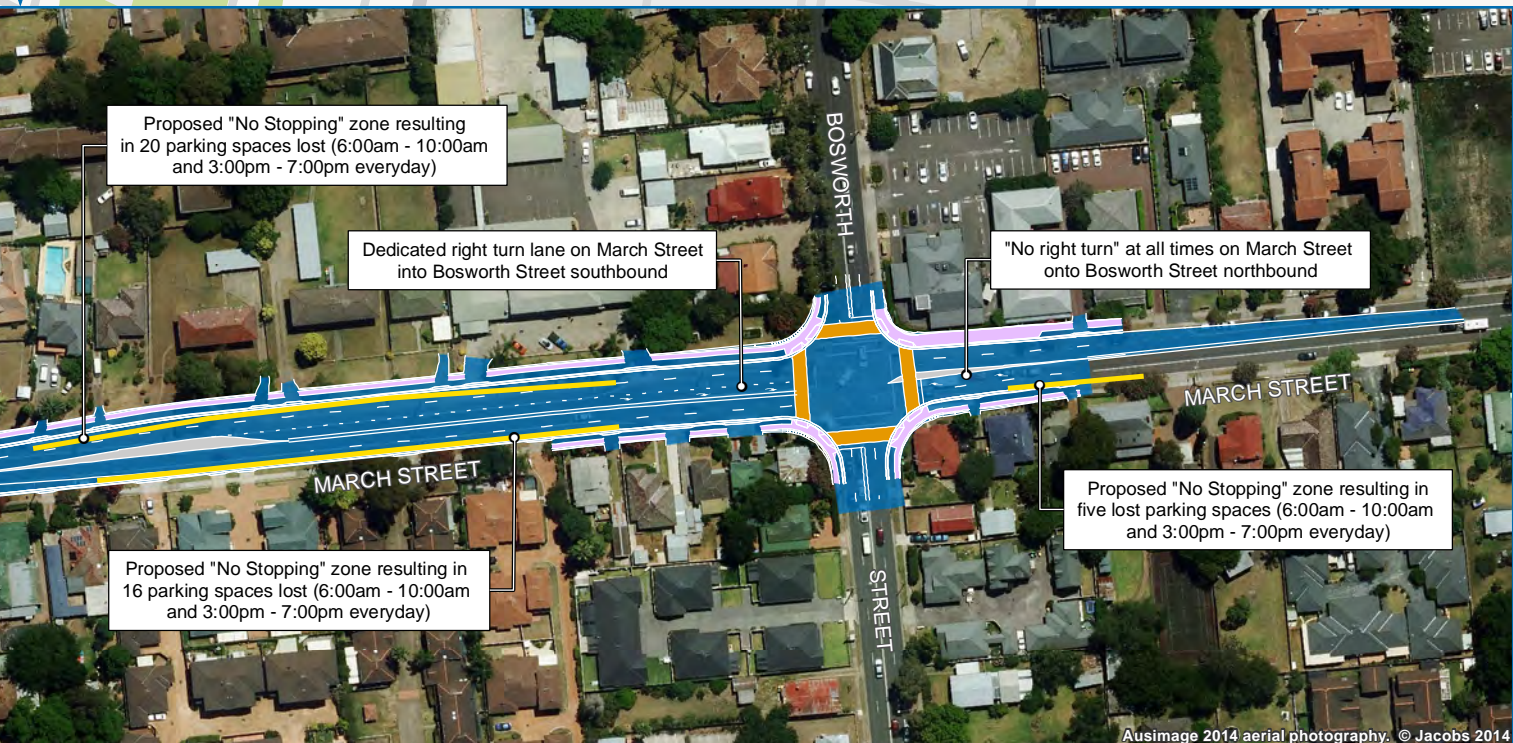 Proposed "No Stopping" zone resulting
in 20 parking spaces lost (6:00am - 10:00am
and 3:00pm - 7:00pm everyday)
BOSWORTH
Dedicated right turn lane on March Street
into Bosworth Street southbound
"No right turn" at all times on March Street
onto Bosworth Street northbound
MARCH STREET
MARCH STREET
Proposed "No Stopping" zone resulting in
five lost parking spaces (6:00am - 10:00am
and 3:00pm - 7:00pm everyday)
Proposed "No Stopping" zone resulting in
16 parking spaces lost (6:00am - 10:00am
and 3:00pm - 7:00pm everyday)
STREET
Ausimage 2014 aerial photography. © Jacobs 2014